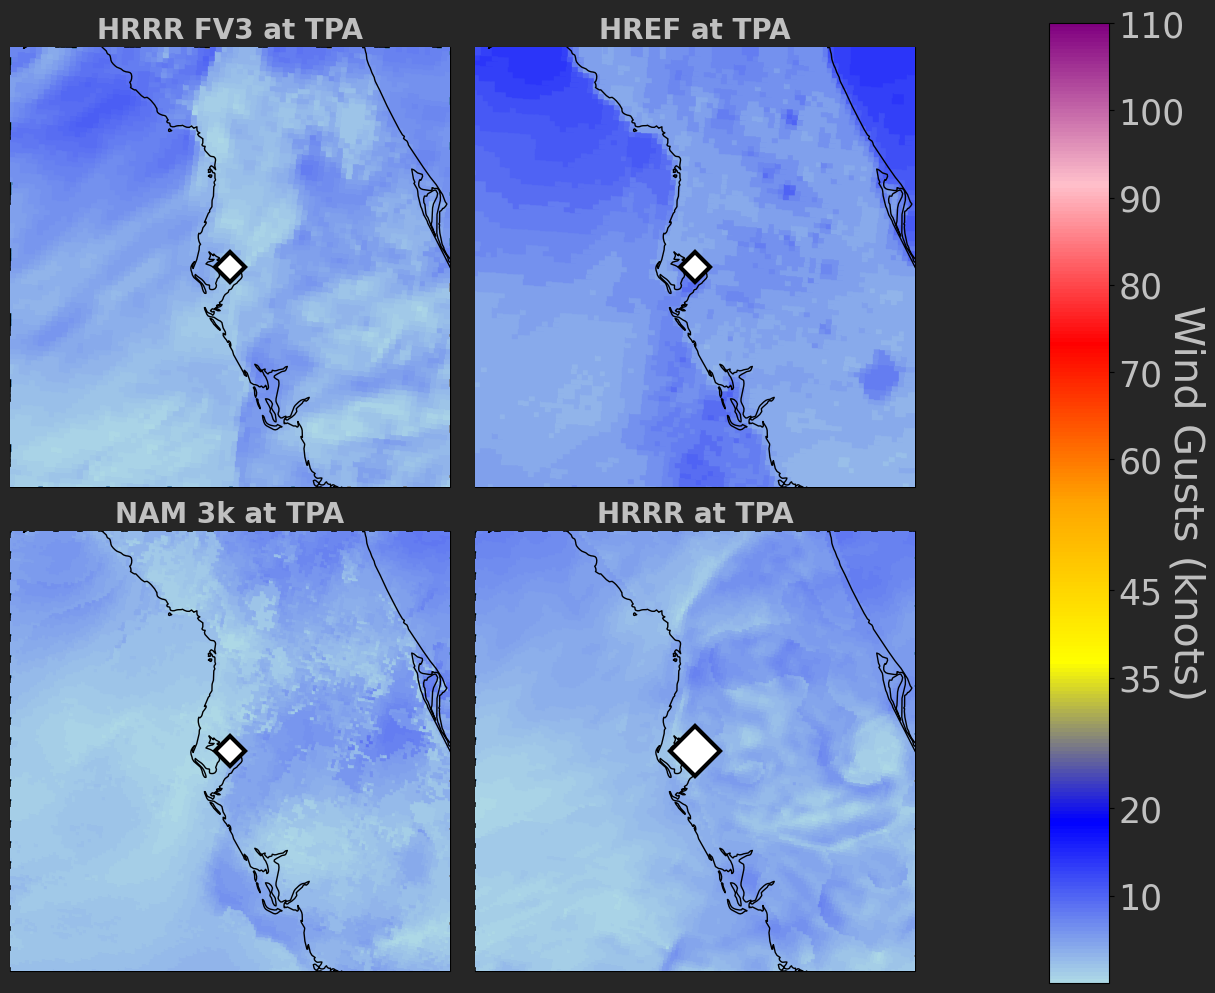 HRRR FV3 at TPA
HREF at TPA
NAM 3k at TPA
HRRR at TPA
110
100
90
80
70
60
45
35
20
10
Wind Gusts (knots)